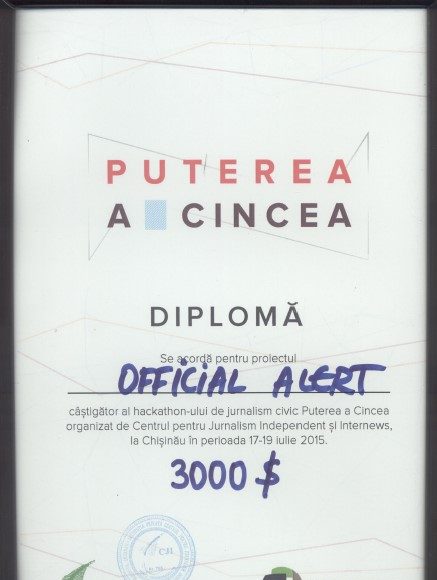 PUTEREA
A CINCEA
DIPLOMĂ
Se acordă pentru proiectul
OFFICIAL ALERT
câștigător al hackathon-ului de jurnalism civic Puterea a Cincea
organizat de Centrul pentru Jurnalism Independent și Internews,
la Chișinău în perioada 17-19 iulie 2015.
3000 $